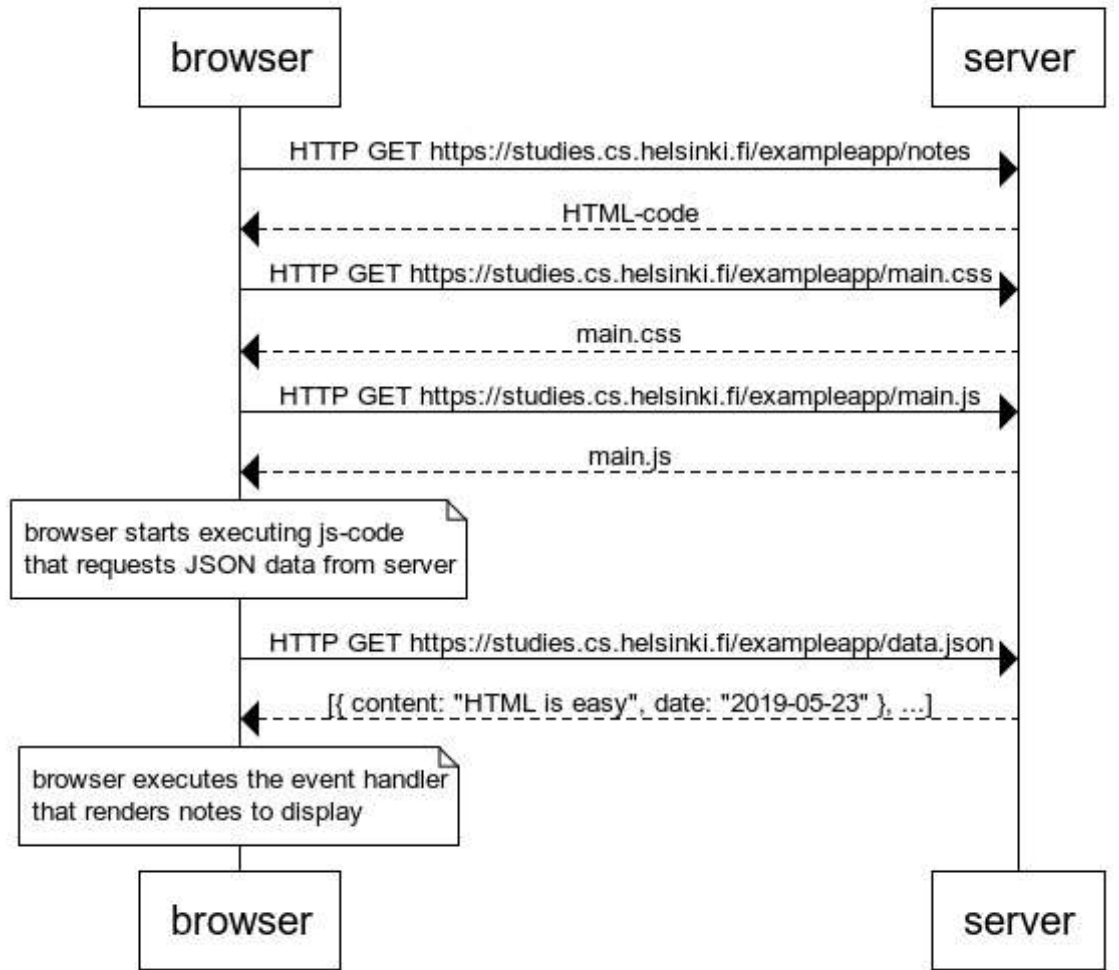 browser
server
HTTP GET https://studies.cs.helsinki.fi/exampleapp/notes
HTML-code
HTTP GET https://studies.cs.helsinki.fi/exampleapp/main.css
main.css
HTTP GET https://studies.cs.helsinki.fi/exampleapp/main.js
main.js
browser starts executing js-code
that requests JSON data from server
HTTP GET https://studies.cs.helsinki.fi/exampleapp/data.json
[{ content: "HTML is easy", date: "2019-05-23" }, ...]
browser executes the event handler
that renders notes to display
browser
server